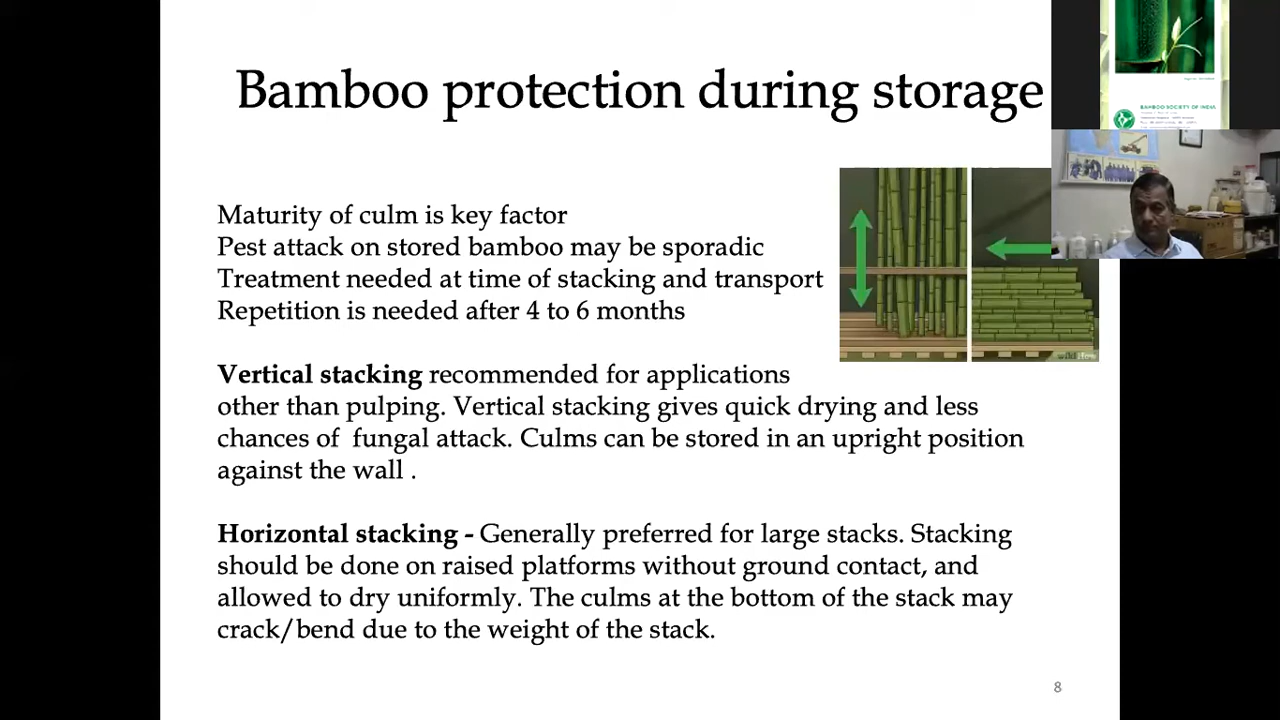 Bamboo protection during storage
BAMBOO SOCIETY OF INDIA
Maturity of culm is key factor
Pest attack on stored bamboo may be sporadic
Treatment needed at time of stacking and transport
Repetition is needed after 4 to 6 months
wikiHow
Vertical stacking recommended for applications
other than pulping. Vertical stacking gives quick drying and less
chances of fungal attack. Culms can be stored in an upright position
against the wall .
Horizontal stacking - Generally preferred for large stacks. Stacking
should be done on raised platforms without ground contact, and
allowed to dry uniformly. The culms at the bottom of the stack may
crack/bend due to the weight of the stack.
8